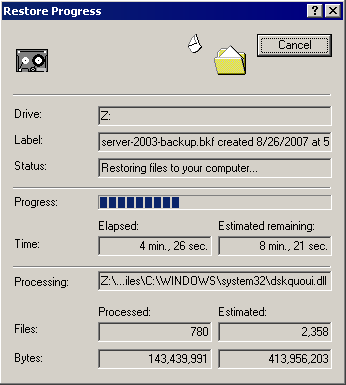 Restore Progress
Cancel
Drive: Z:
Label: server-2003-backup.bkf created 8/26/2007 at 5
Status: Restoring files to your computer...
Progress:
Elapsed: Estimated remaining:
Time: 4 min., 26 sec. 8 min., 21 sec.
Processing: Z:\...iles\C:\WINDOWS\system32\dskquoui.dll
Processed: Estimated:
Files: 780 2,358
Bytes: 143,439,991 413,956,203